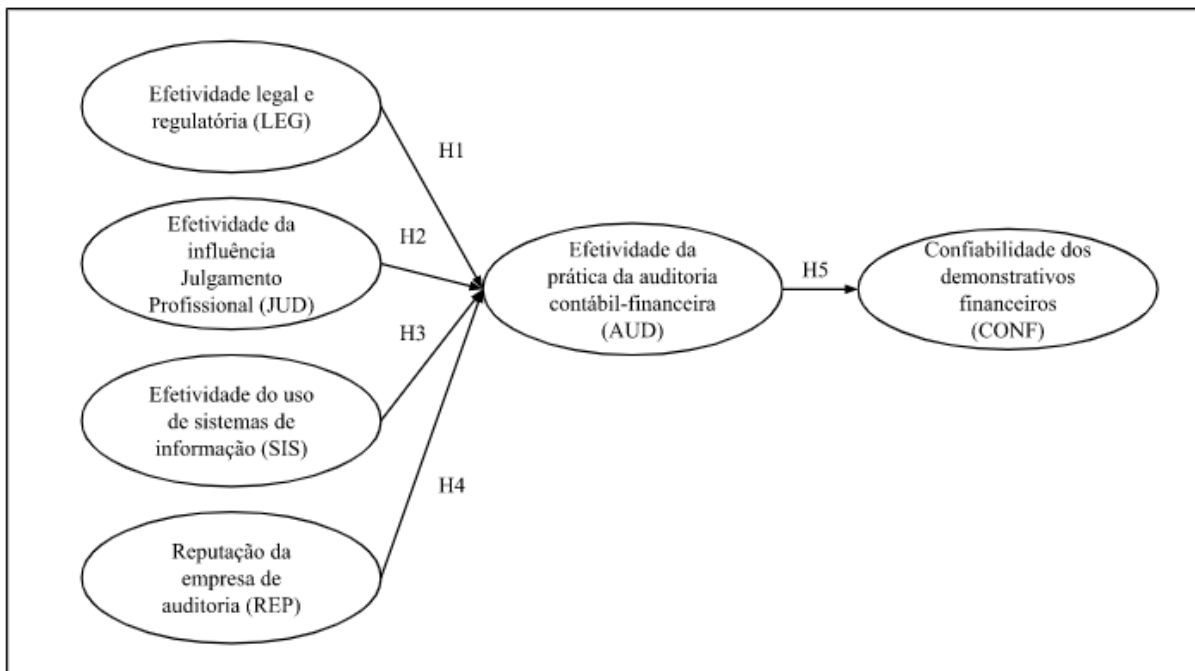 Efetividade legal e
regulatória (LEG)
H1
Efetividade da
influência
Julgamento
Profissional (JUD)
H2
Efetividade da
prática da auditoria
contábil-financeira
(AUD)
H5
Confiabilidade dos
demonstrativos
financeiros
(CONF)
H3
Efetividade do uso
de sistemas de
informação (SIS)
H4
Reputação da
empresa de
auditoria (REP)